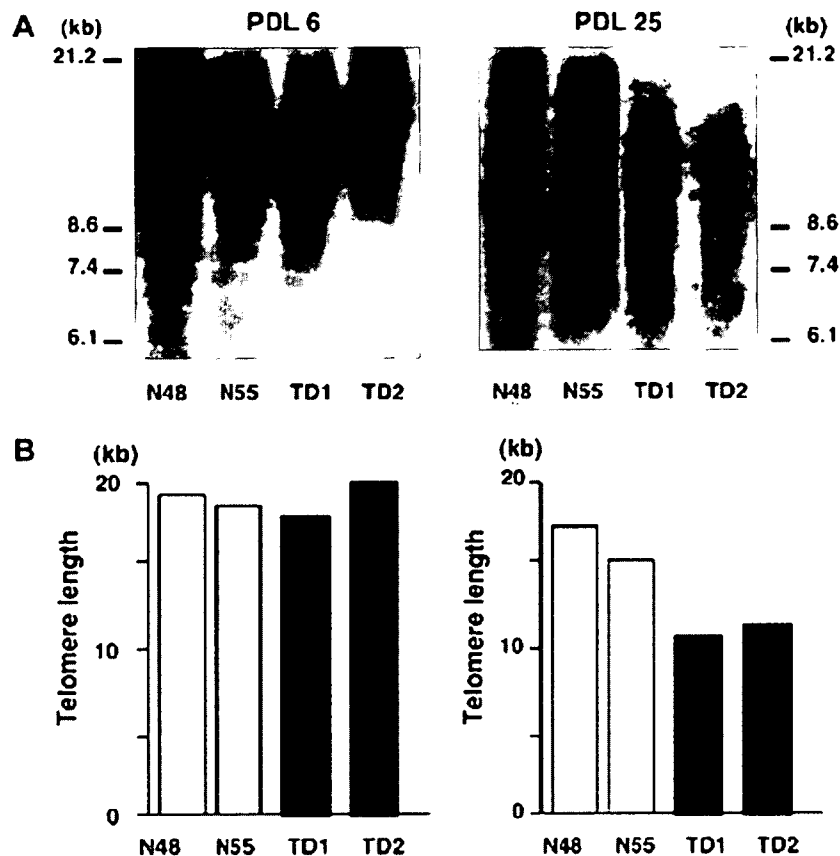 A (kb) PDL 6 PDL 25 (kb)
21.2 21.2
8.6 8.6
7.4 7.4
6.1 6.1
N48 N55 TD1 TD2 N48 N55 TD1 TD2
B (kb) (kb)
20 20
Telomere length Telomere length
10 10
0 0
N48 N55 TD1 TD2 N48 N55 TD1 TD2